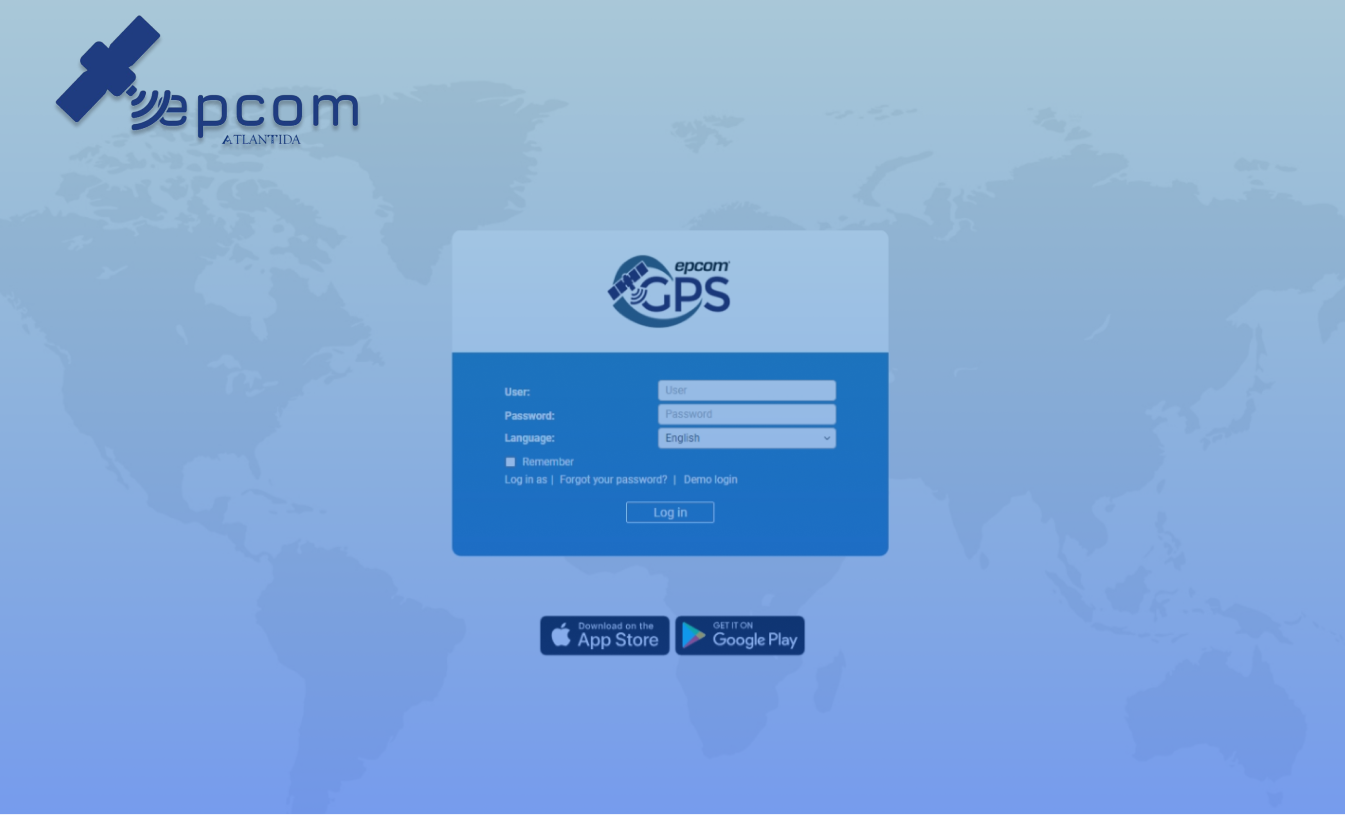 epcom
ATLANTIDA
epcom
GPS
User:
User
Password:
Password
Language:
English
Remember
Log in as | Forgot your password? | Demo login
Log in
Download on the
App Store
GET IT ON
Google Play